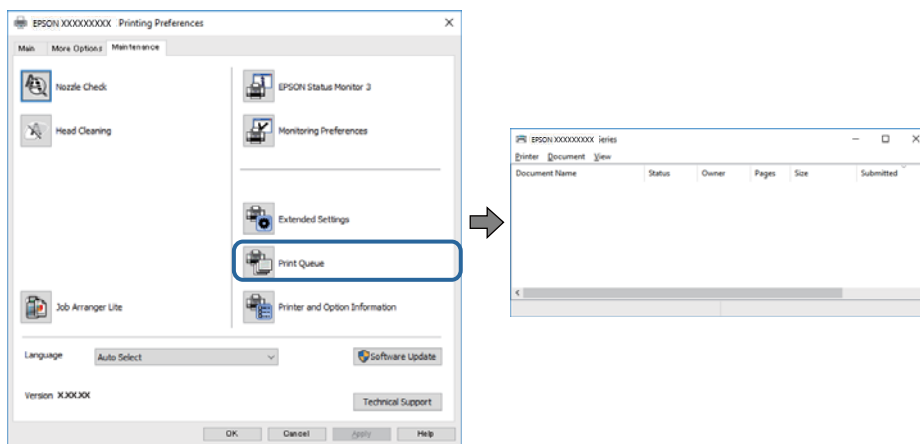 EPSON XXXXXXXXX Printing Preferences
Main More Options Maintenance
Nozzle Check
EPSON Status Monitor 3
Head Cleaning
Monitoring Preferences
Extended Settings
Print Queue
Job Arranger Lite
Printer and Option Information
Language Auto Select Software Update
Version X.XX.XX
Technical Support
OK Cancel Apply Help
EPSON XXXXXXXXX ieries
Printer Document View
Document Name Status Owner Pages Size Submitted